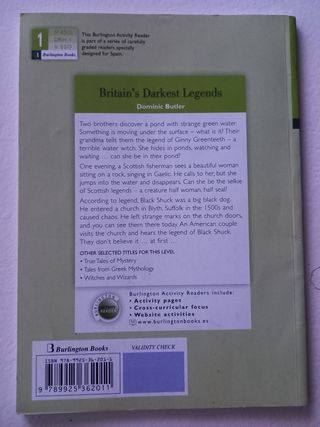 1
2º ESO
Burlington Books
This Burlington Activity Reader
is part of a series of carefully
graded readers specially
designed for Spain.
Britain's Darkest Legends
Dominic Butler
Two brothers discover a pond with strange green water.
Something is moving under the surface – what is it? Their
grandma tells them the legend of Ginny Greenteeth – a
terrible water witch. She hides in ponds, watching and
waiting ... can she be in their pond?
One evening, a Scottish fisherman sees a beautiful woman
sitting on a rock, singing in Gaelic. He calls to her, but she
jumps into the water and disappears. Can she be the selkie
of Scottish legends – a creature half woman, half seal?
According to legend, Black Shuck was a big black dog.
He entered a church in Blyth, Suffolk in the 1500s and
caused chaos. He left strange marks on the church doors,
and you can see them there today. An American couple
visits the church and hears the legend of Black Shuck.
They don't believe it ... at first ...
OTHER SELECTED TITLES FOR THIS LEVEL
• True Tales of Mystery
• Tales from Greek Mythology
• Witches and Wizards
Burlington Activity Readers include:
• Activity pages
• Cross-curricular focus
• Website activities
www.burlingtonbooks.es
BURLINGTON
READER
Burlington Books
VALIDITY CHECK
ISBN 978-9925-36-201-1
9 789925 362011